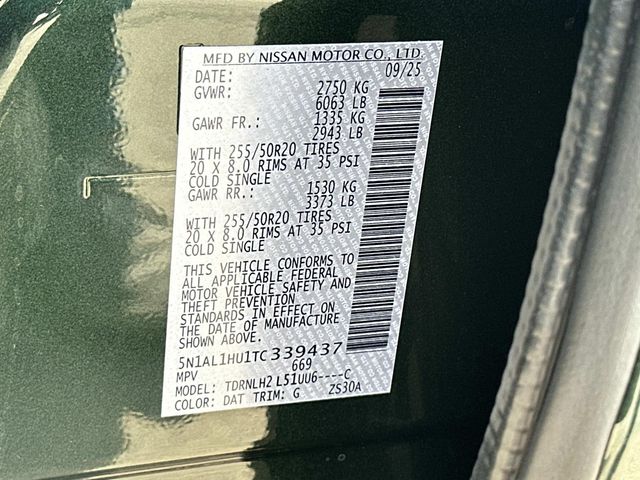 MFD BY NISSAN MOTOR CO., LTD.
DATE: 09/25
GVWR: 2750 KG
6063 LB
GAWR FR.: 1335 KG
2943 LB
WITH 255/50R20 TIRES
20 X 8.0 RIMS AT 35 PSI
COLD SINGLE
GAWR RR.: 1530 KG
3373 LB
WITH 255/50R20 TIRES
20 X 8.0 RIMS AT 35 PSI
COLD SINGLE
THIS VEHICLE CONFORMS TO
ALL APPLICABLE FEDERAL
MOTOR VEHICLE SAFETY AND
THEFT PREVENTION
STANDARDS IN EFFECT ON
THE DATE OF MANUFACTURE
SHOWN ABOVE.
5N1AL1HU1TC339437
MPV 669
MODEL: TDRNLH2 L51UU6----C
COLOR: DAT TRIM: G ZS30A